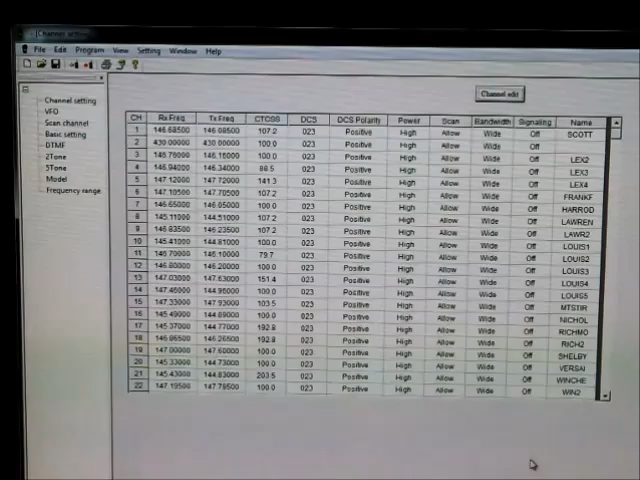 [Channel setting]
File Edit Program View Setting Window Help
Channel setting
VFO
Scan channel
Basic setting
DTMF
2Tone
5Tone
Model
Frequency range
Channel edit
CH Rx Freq Tx Freq CTCSS DCS DCS Polarity Power Scan Bandwidth Signaling Name
1 146.68500 146.08500 107.2 023 Positive High Allow Wide Off SCOTT
2 430.00000 430.00000 100.0 023 Positive High Allow Wide Off
3 146.76000 146.16000 100.0 023 Positive High Allow Wide Off LEX2
4 146.94000 146.34000 88.5 023 Positive High Allow Wide Off LEX3
5 147.12000 147.72000 141.3 023 Positive High Allow Wide Off LEX4
6 147.10500 147.70500 107.2 023 Positive High Allow Wide Off FRANKF
7 146.65000 146.05000 100.0 023 Positive High Allow Wide Off HARROD
8 145.11000 144.51000 107.2 023 Positive High Allow Wide Off LAWREN
9 146.83500 146.23500 107.2 023 Positive High Allow Wide Off LAWR2
10 145.41000 144.81000 100.0 023 Positive High Allow Wide Off LOUIS1
11 146.70000 146.10000 79.7 023 Positive High Allow Wide Off LOUIS2
12 146.80000 146.20000 100.0 023 Positive High Allow Wide Off LOUIS3
13 147.03000 147.63000 151.4 023 Positive High Allow Wide Off LOUIS4
14 144.96000 100.0 023 Positive High Allow Wide Off LOUIS5
15 147.33000 147.93000 103.5 023 Positive High Allow Wide Off MTSTIR
16 145.49000 144.89000 100.0 023 Positive High Allow Wide Off NICHOL
17 145.37000 144.77000 192.8 023 Positive High Allow Wide Off RICHMO
18 146.86500 146.26500 192.8 023 Positive High Allow Wide Off RICH2
19 147.00000 147.60000 100.0 023 Positive High Allow Wide Off SHELBY
20 145.33000 144.73000 100.0 023 Positive High Allow Wide Off VERSAI
21 145.43000 144.83000 203.5 023 Positive High Allow Wide Off WINCHE
22 147.19500 147.79500 100.0 023 Positive High Allow Wide Off WIN2